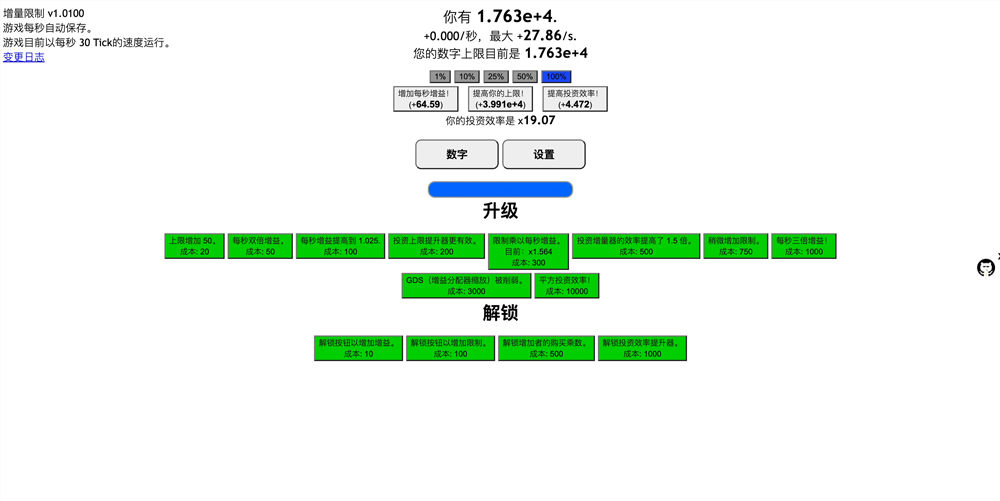 增量限制 v1.0100
游戏每秒自动保存。
游戏目前以每秒 30 Tick的速度运行。
变更日志
你有 1.763e+4.
+0.000/秒，最大 +27.86/s.
您的数字上限目前是 1.763e+4
1% 10% 25% 50% 100%
增加每秒增益! 提高你的上限! 提高投资效率!
(+64.59) (+3.991e+4) (+4.472)
你的投资效率是 x19.07
数字 设置
升级
上限增加 50。 每秒双倍增益。 每秒增益提高到 1.025. 投资上限提升器更有效。 限制乘以每秒增益。 投资增量器的效率提高了 1.5 倍。 稍微增加限制。 每秒三倍增益!
成本: 20 成本: 50 成本: 100 成本: 200 目前：x1.564 成本: 500 成本: 750 成本: 1000
成本: 300
GDS（增益分配器缩放）被削弱。 平方投资效率!
成本: 3000 成本: 10000
解锁
解锁按钮以增加增益。 解锁按钮以增加限制。 解锁增加者的购买乘数。 解锁投资效率提升器。
成本: 10 成本: 100 成本: 500 成本: 1000